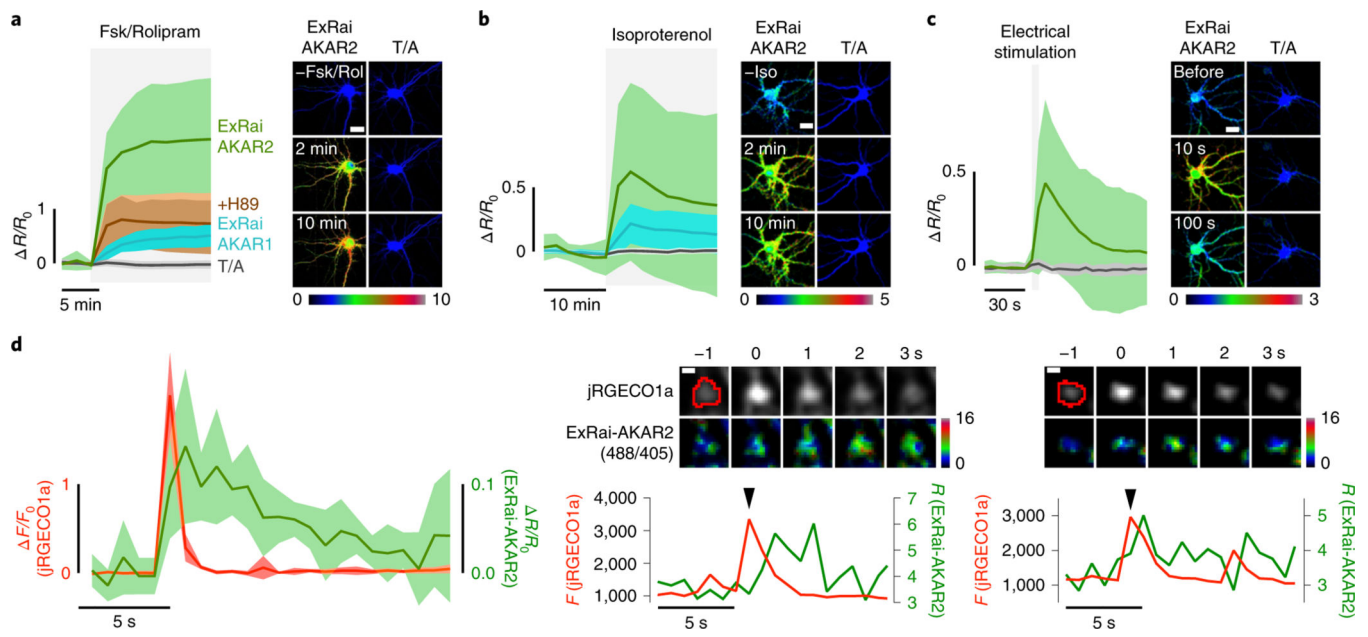 a
Fsk/Rolipram
ExRai
AKAR2
T/A
–Fsk/Rol
2 min
10 min
ExRai
AKAR2
+H89
ExRai
AKAR1
T/A
1
0
ΔR/R0
5 min
0
10
b
Isoproterenol
ExRai
AKAR2
T/A
–Iso
2 min
10 min
0.5
0
ΔR/R0
10 min
0
5
c
Electrical
stimulation
ExRai
AKAR2
T/A
Before
10 s
100 s
0.5
0
ΔR/R0
30 s
0
3
d
1
0
ΔF/F0
(jRGECO1a)
0.1
0.0
ΔR/R0
(ExRai-AKAR2)
5 s
–1 0 1 2 3 s
jRGECO1a
ExRai-AKAR2
(488/405)
16
0
4,000
3,000
2,000
1,000
F (jRGECO1a)
7
6
5
4
3
R (ExRai-AKAR2)
5 s
–1 0 1 2 3 s
16
0
3,000
2,000
1,000
F (jRGECO1a)
5
4
3
R (ExRai-AKAR2)
5 s